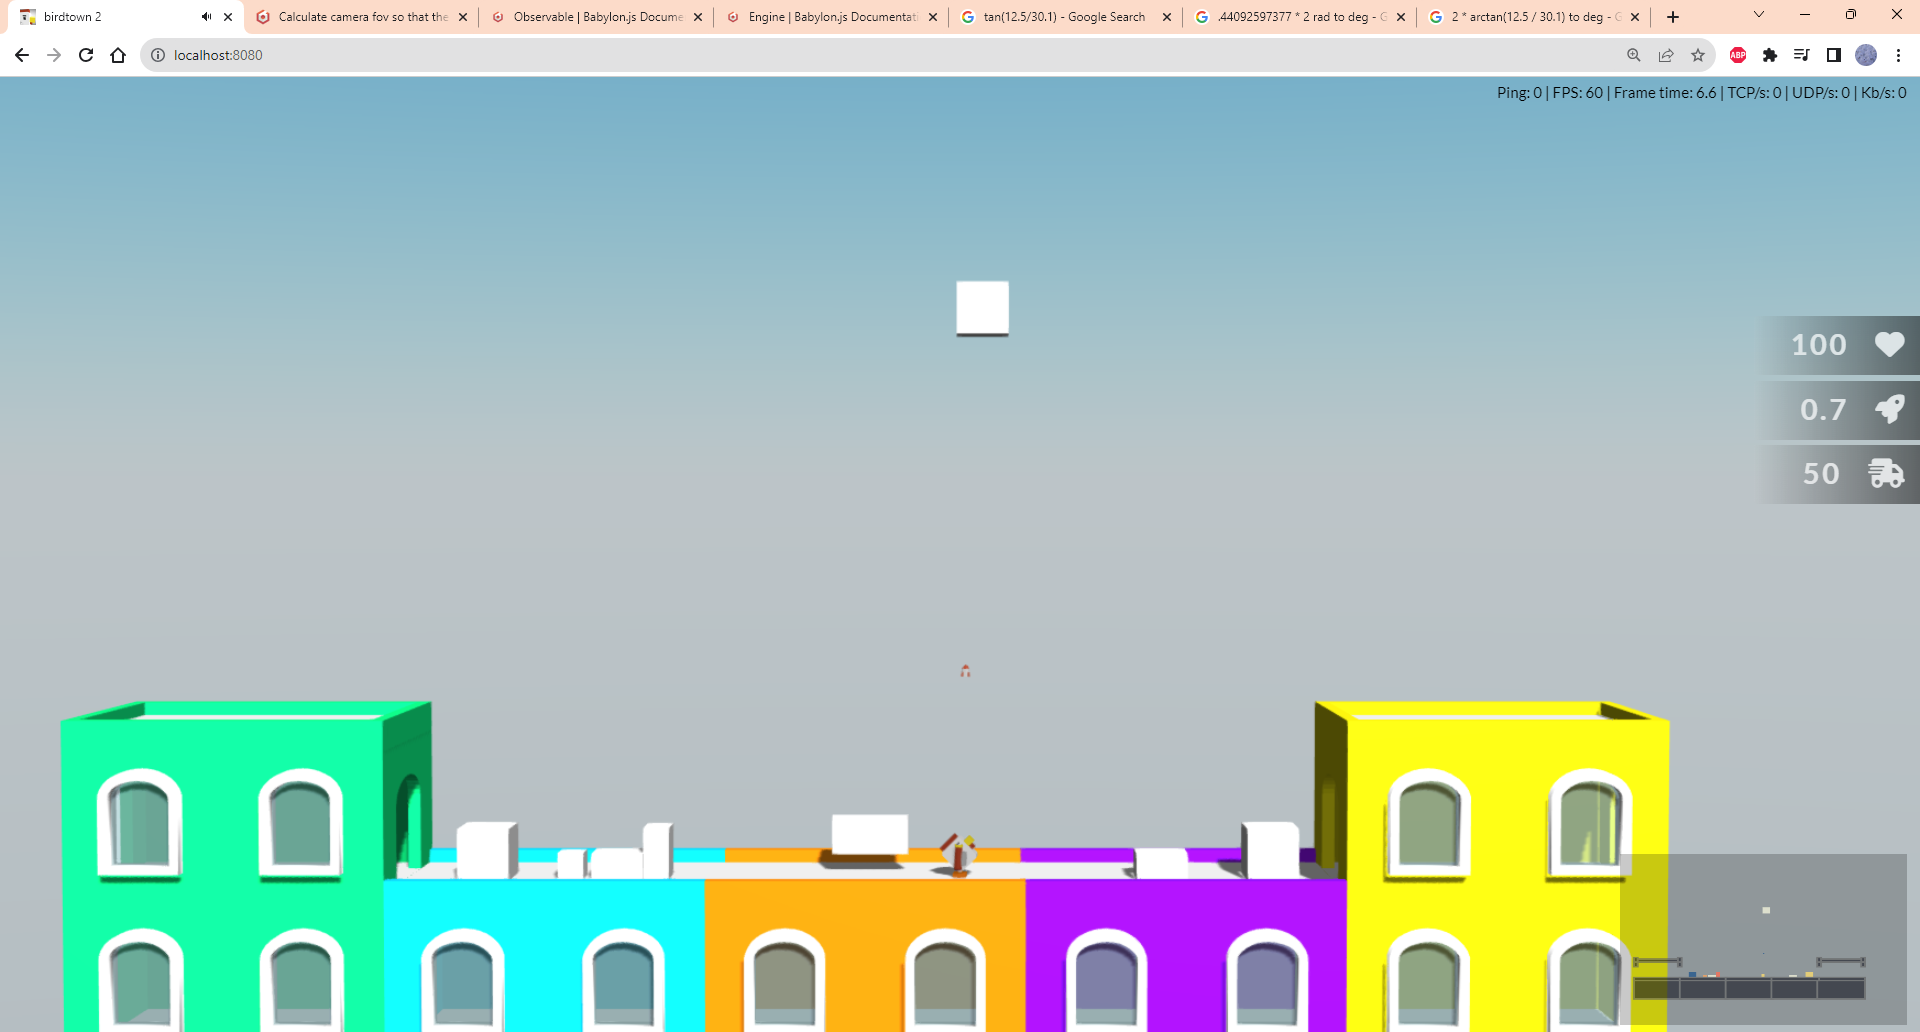 birdtown 2
Calculate camera fov so that the
Observable | Babylon.js Docume
Engine | Babylon.js Documentati
tan(12.5/30.1) - Google Search
.44092597377 * 2 rad to deg - G
2 * arctan(12.5 / 30.1) to deg - G
localhost:8080
ABP
Ping: 0 | FPS: 60 | Frame time: 6.6 | TCP/s: 0 | UDP/s: 0 | Kb/s: 0
100
0.7
50